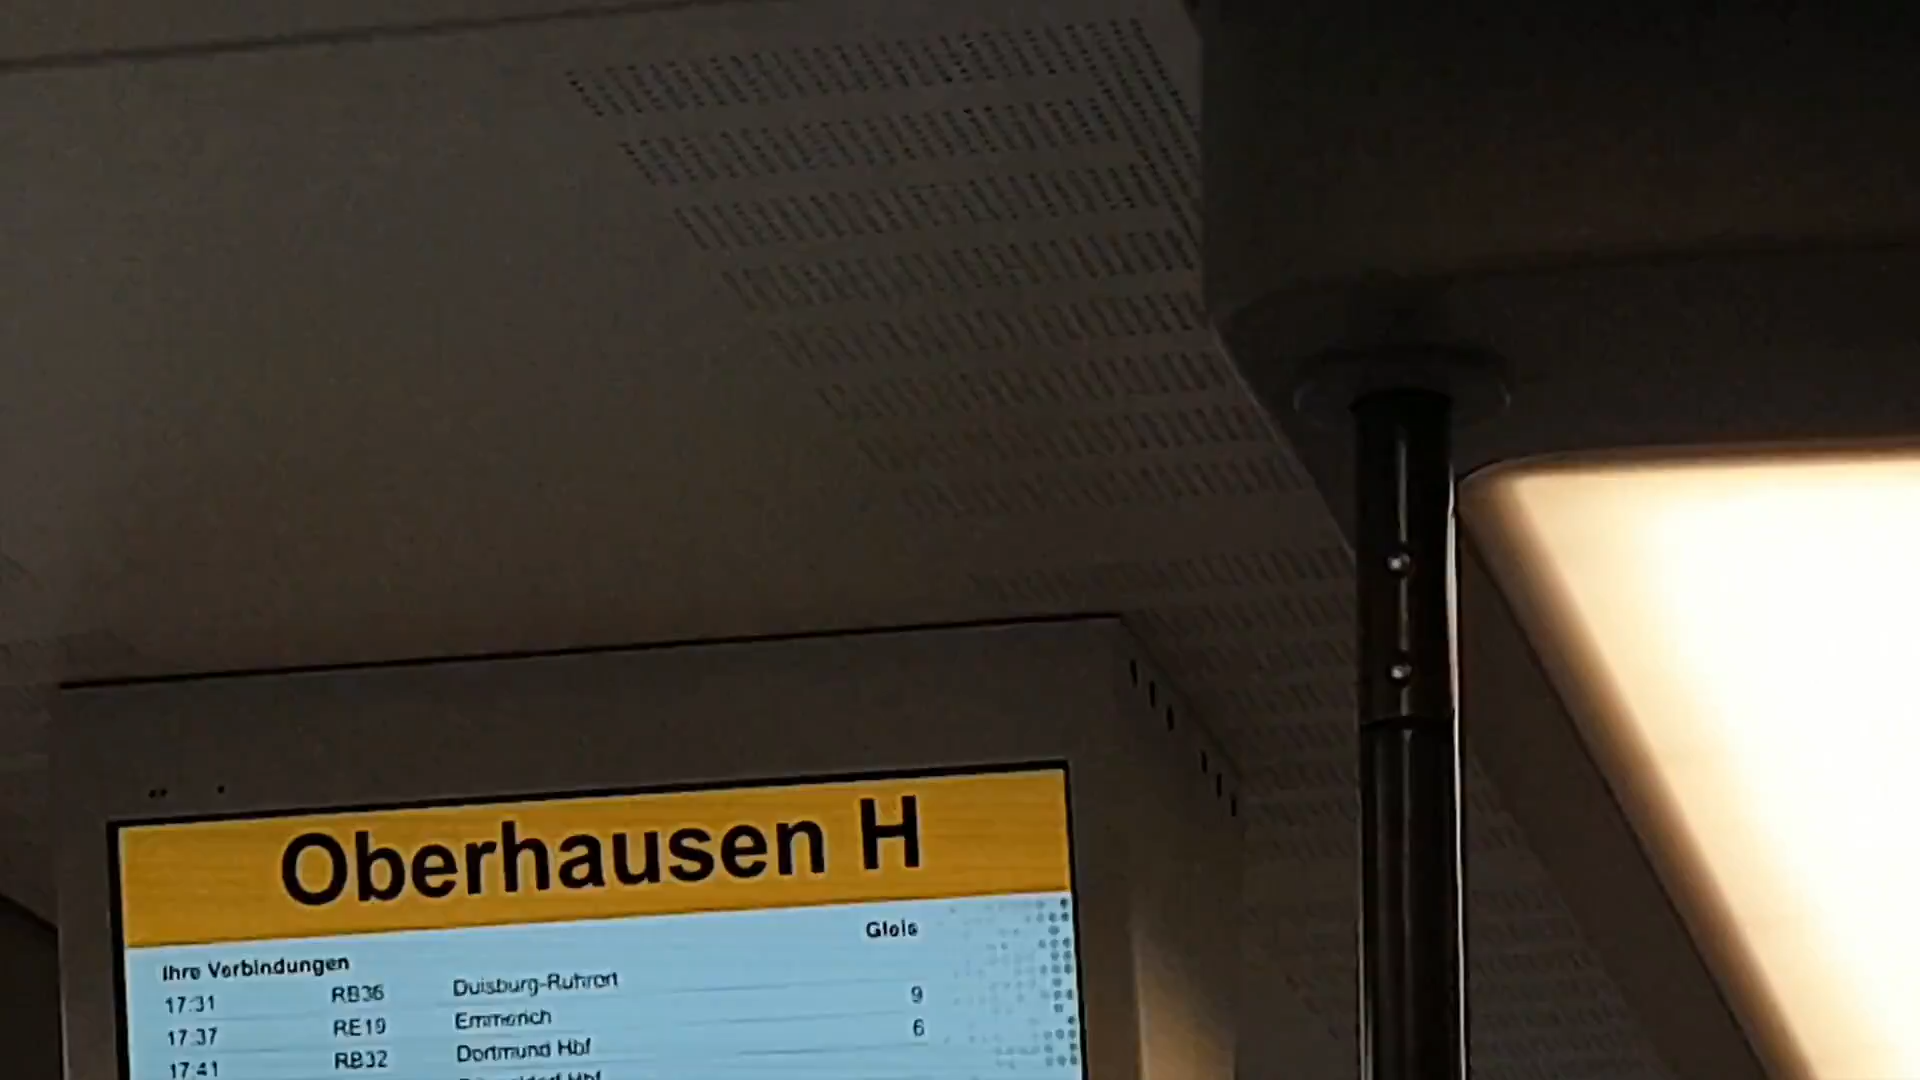 Oberhausen H
Gleis
Ihre Verbindungen
17:31 RB36 Duisburg-Ruhrort 9
17:37 RE19 Emmerich 6
17:41 RB32 Dortmund Hbf
Hbf